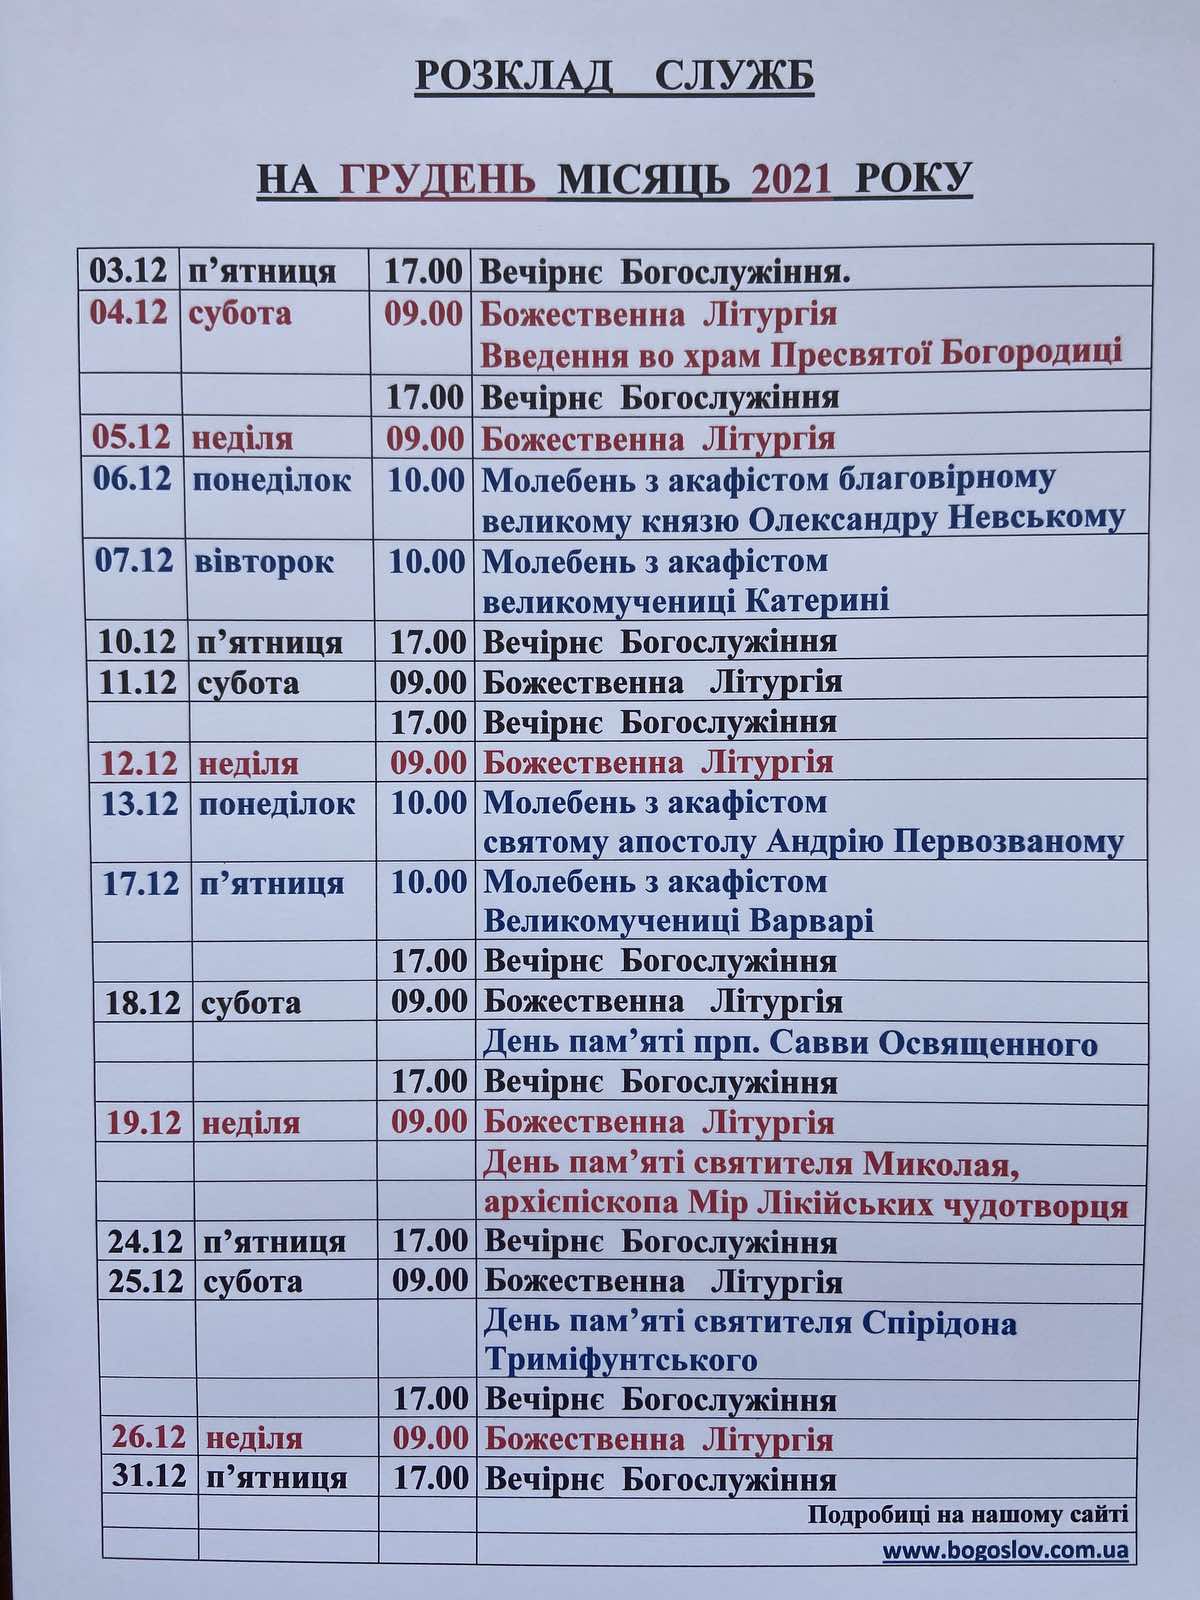 РОЗКЛАД СЛУЖБ
НА ГРУДЕНЬ МІСЯЦЬ 2021 РОКУ
03.12 п’ятниця 17.00 Вечірнє Богослужіння.
04.12 субота 09.00 Божественна Літургія
Введення во храм Пресвятої Богородиці
17.00 Вечірнє Богослужіння
05.12 неділя 09.00 Божественна Літургія
06.12 понеділок 10.00 Молебень з акафістом благовірному
великому князю Олександру Невському
07.12 вівторок 10.00 Молебень з акафістом
великомучениці Катерині
10.12 п’ятниця 17.00 Вечірнє Богослужіння
11.12 субота 09.00 Божественна Літургія
17.00 Вечірнє Богослужіння
12.12 неділя 09.00 Божественна Літургія
13.12 понеділок 10.00 Молебень з акафістом
святому апостолу Андрію Первозваному
17.12 п’ятниця 10.00 Молебень з акафістом
Великомучениці Варварі
17.00 Вечірнє Богослужіння
18.12 субота 09.00 Божественна Літургія
День пам’яті прп. Савви Освященного
17.00 Вечірнє Богослужіння
19.12 неділя 09.00 Божественна Літургія
День пам’яті святителя Миколая,
архієпіскопа Мір Лікійських чудотворця
24.12 п’ятниця 17.00 Вечірнє Богослужіння
25.12 субота 09.00 Божественна Літургія
День пам’яті святителя Спірідона
Триміфунтського
17.00 Вечірнє Богослужіння
26.12 неділя 09.00 Божественна Літургія
31.12 п’ятниця 17.00 Вечірнє Богослужіння
Подробиці на нашому сайті
www.bogoslov.com.ua